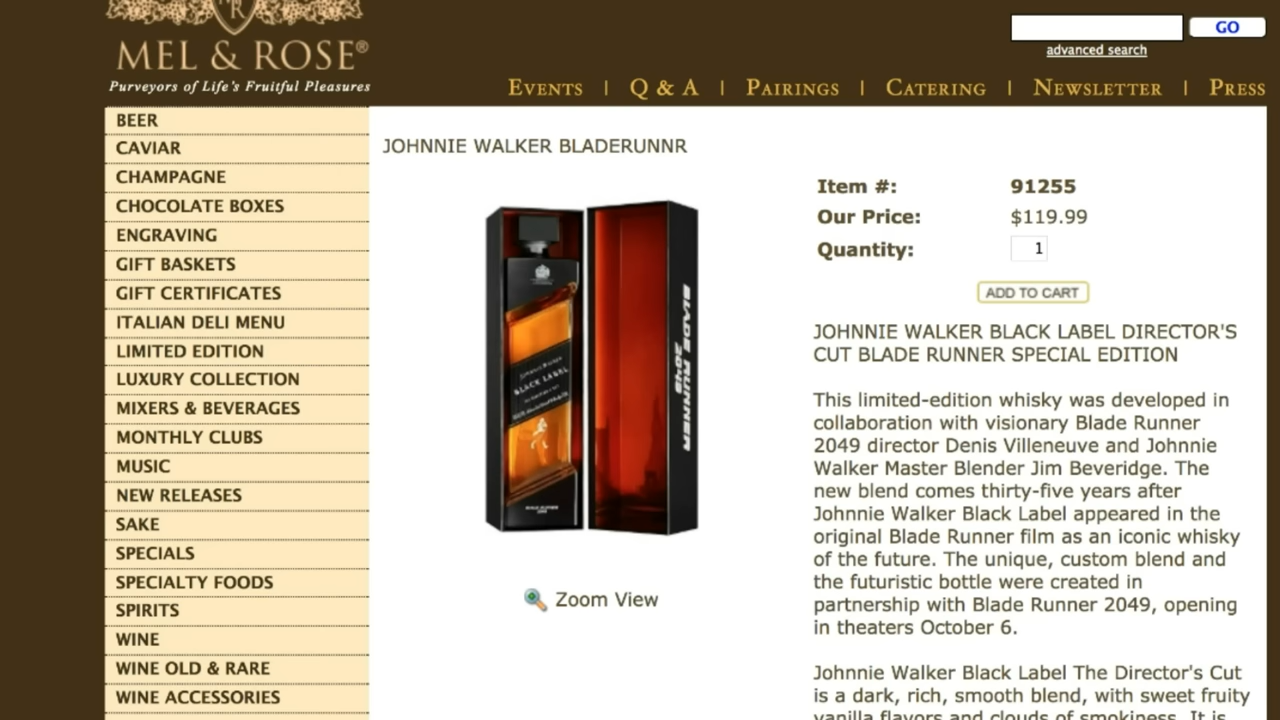 MEL & ROSE®
Purveyors of Life's Fruitful Pleasures
GO
advanced search
EVENTS | Q & A | PAIRINGS | CATERING | NEWSLETTER | PRESS
BEER
CAVIAR
CHAMPAGNE
CHOCOLATE BOXES
ENGRAVING
GIFT BASKETS
GIFT CERTIFICATES
ITALIAN DELI MENU
LIMITED EDITION
LUXURY COLLECTION
MIXERS & BEVERAGES
MONTHLY CLUBS
MUSIC
NEW RELEASES
SAKE
SPECIALS
SPECIALTY FOODS
SPIRITS
WINE
WINE OLD & RARE
WINE ACCESSORIES
JOHNNIE WALKER BLADERUNNR
BLACK LABEL
BLADE RUNNER
2049
Zoom View
Item #: 91255
Our Price: $119.99
Quantity: 1
ADD TO CART
JOHNNIE WALKER BLACK LABEL DIRECTOR'S
CUT BLADE RUNNER SPECIAL EDITION
This limited-edition whisky was developed in
collaboration with visionary Blade Runner
2049 director Denis Villeneuve and Johnnie
Walker Master Blender Jim Beveridge. The
new blend comes thirty-five years after
Johnnie Walker Black Label appeared in the
original Blade Runner film as an iconic whisky
of the future. The unique, custom blend and
the futuristic bottle were created in
partnership with Blade Runner 2049, opening
in theaters October 6.
Johnnie Walker Black Label The Director's Cut
is a dark, rich, smooth blend, with sweet fruity
vanilla flavors and clouds of smokiness. It is